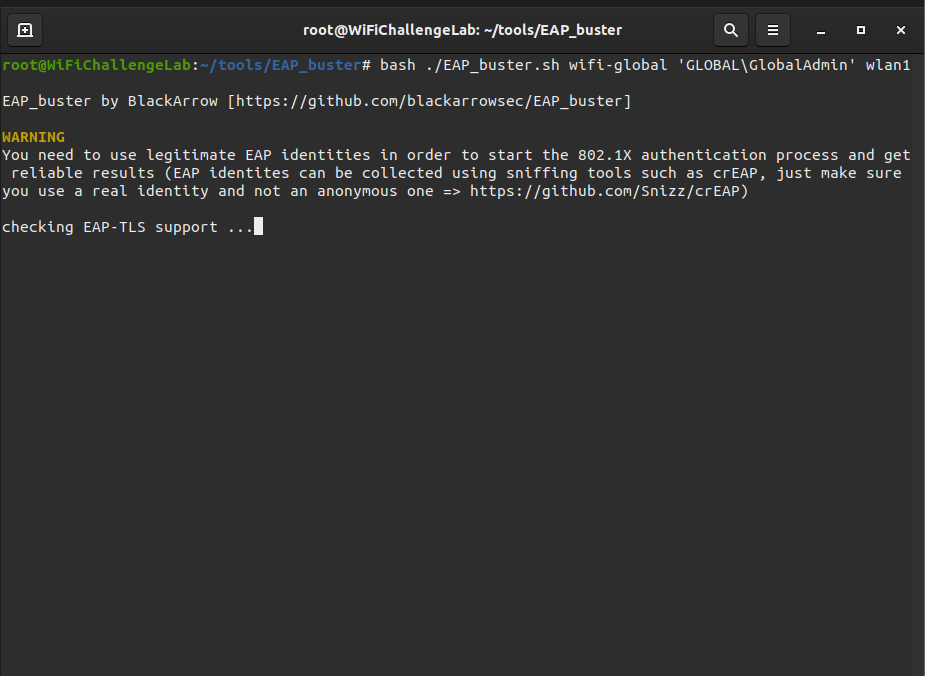 root@WiFiChallengeLab: ~/tools/EAP_buster
root@WiFiChallengeLab:~/tools/EAP_buster# bash ./EAP_buster.sh wifi-global 'GLOBAL\GlobalAdmin' wlan1
EAP_buster by BlackArrow [https://github.com/blackarrowsec/EAP_buster]
WARNING
You need to use legitimate EAP identities in order to start the 802.1X authentication process and get
 reliable results (EAP identites can be collected using sniffing tools such as crEAP, just make sure
you use a real identity and not an anonymous one => https://github.com/Snizz/crEAP)
checking EAP-TLS support ...